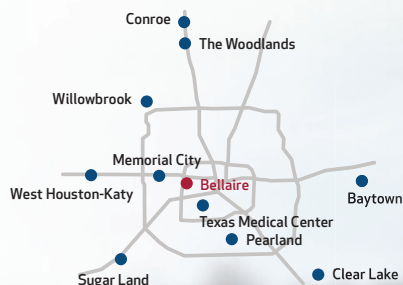 Conroe
The Woodlands
Willowbrook
Memorial City
West Houston-Katy
Bellaire
Baytown
Texas Medical Center
Pearland
Clear Lake
Sugar Land